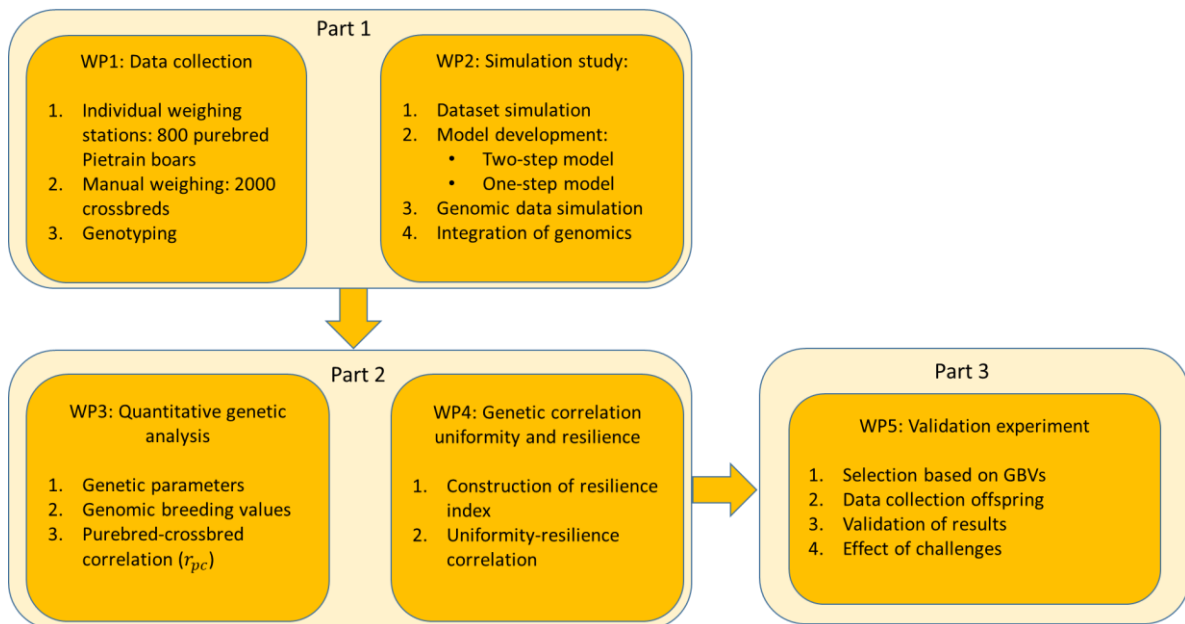 Part 1
WP1: Data collection
1. Individual weighing
stations: 800 purebred
Pietrain boars
2. Manual weighing: 2000
crossbreds
3. Genotyping
WP2: Simulation study:
1. Dataset simulation
2. Model development:
• Two-step model
• One-step model
3. Genomic data simulation
4. Integration of genomics
Part 2
WP3: Quantitative genetic
analysis
1. Genetic parameters
2. Genomic breeding values
3. Purebred-crossbred
correlation (r_pc)
WP4: Genetic correlation
uniformity and resilience
1. Construction of resilience
index
2. Uniformity-resilience
correlation
Part 3
WP5: Validation experiment
1. Selection based on GBVs
2. Data collection offspring
3. Validation of results
4. Effect of challenges